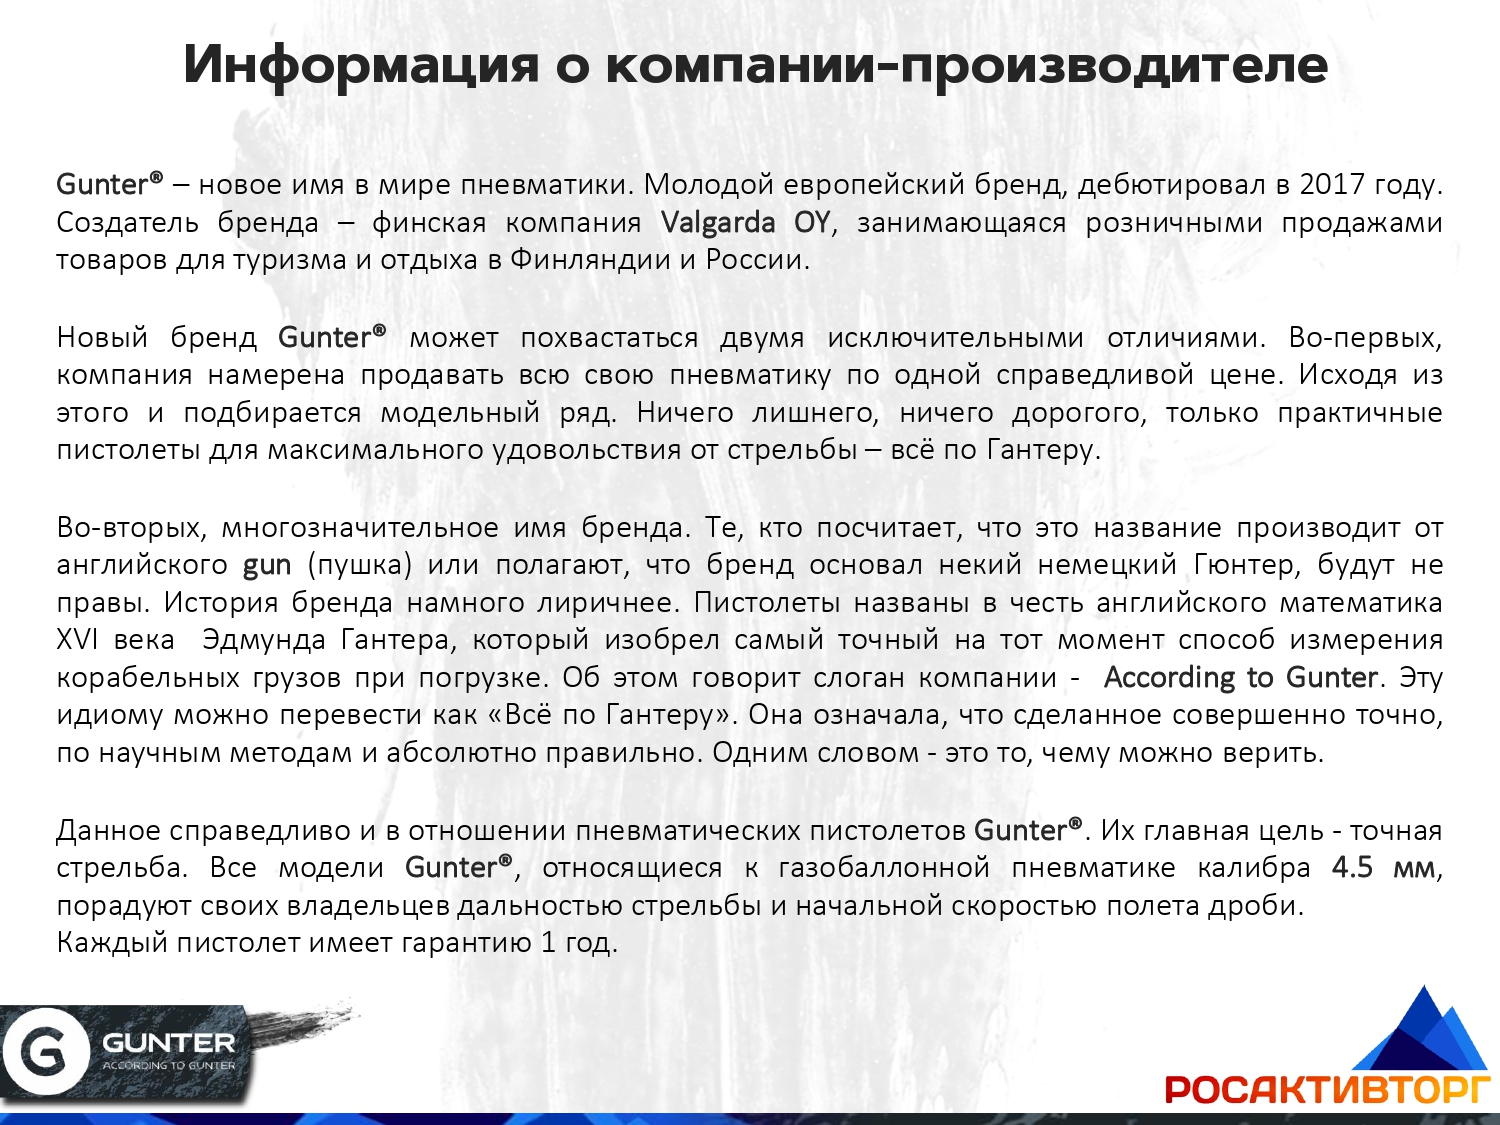 Информация о компании-производителе
Gunter® – новое имя в мире пневматики. Молодой европейский бренд, дебютировал в 2017 году.
Создатель бренда – финская компания Valgarda OY, занимающаяся розничными продажами
товаров для туризма и отдыха в Финляндии и России.
Новый бренд Gunter® может похвастаться двумя исключительными отличиями. Во-первых,
компания намерена продавать всю свою пневматику по одной справедливой цене. Исходя из
этого и подбирается модельный ряд. Ничего лишнего, ничего дорогого, только практичные
пистолеты для максимального удовольствия от стрельбы – всё по Гантеру.
Во-вторых, многозначительное имя бренда. Те, кто посчитает, что это название производит от
английского gun (пушка) или полагают, что бренд основал некий немецкий Гюнтер, будут не
правы. История бренда намного лиричнее. Пистолеты названы в честь английского математика
XVI века Эдмунда Гантера, который изобрел самый точный на тот момент способ измерения
корабельных грузов при погрузке. Об этом говорит слоган компании - According to Gunter. Эту
идиому можно перевести как «Всё по Гантеру». Она означала, что сделанное совершенно точно,
по научным методам и абсолютно правильно. Одним словом - это то, чему можно верить.
Данное справедливо и в отношении пневматических пистолетов Gunter®. Их главная цель - точная
стрельба. Все модели Gunter®, относящиеся к газобаллонной пневматике калибра 4.5 мм,
порадуют своих владельцев дальностью стрельбы и начальной скоростью полета дроби.
Каждый пистолет имеет гарантию 1 год.
G GUNTER
ACCORDING TO GUNTER
РОСАКТИВТОРГ